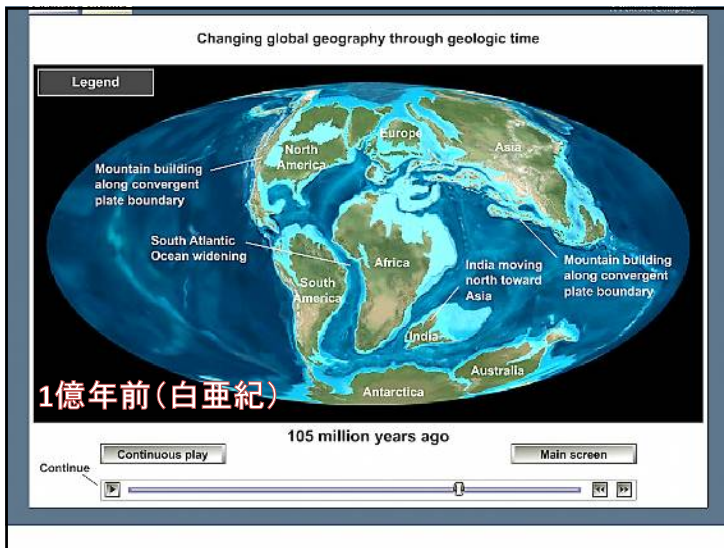 Changing global geography through geologic time
Legend
Europe
North
America
Asia
Mountain building
along convergent
plate boundary
South Atlantic
Ocean widening
Africa
India moving
north toward
Asia
Mountain building
along convergent
plate boundary
South
America
India
Australia
Antarctica
1億年前(白亜紀)
105 million years ago
Continuous play
Main screen
Continue